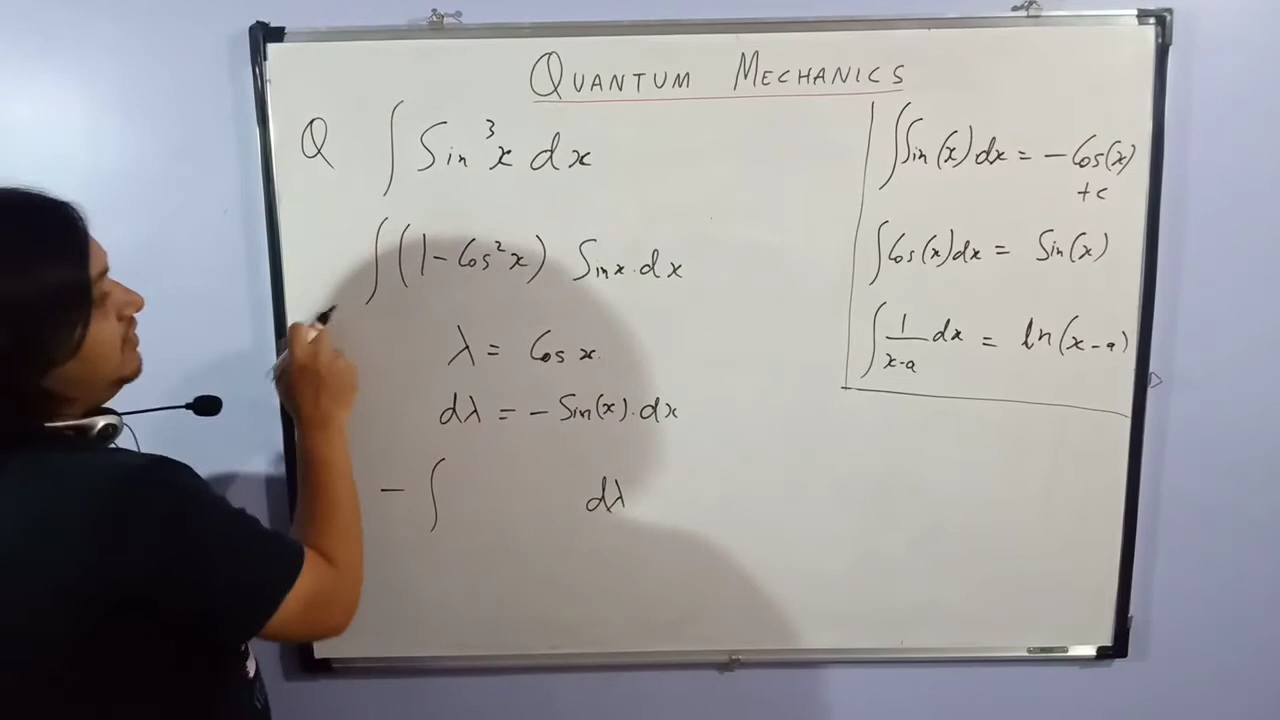 QUANTUM MECHANICS
Q ∫ Sin³x dx
∫ (1 - Cos²x) Sinx.dx
λ = Cos x.
dλ = - Sin(x).dx
- ∫ dλ
∫Sin(x)dx = - Cos(x)
+c
∫Cos(x)dx = Sin(x)
∫ 1/(x-a) dx = ln(x-a)